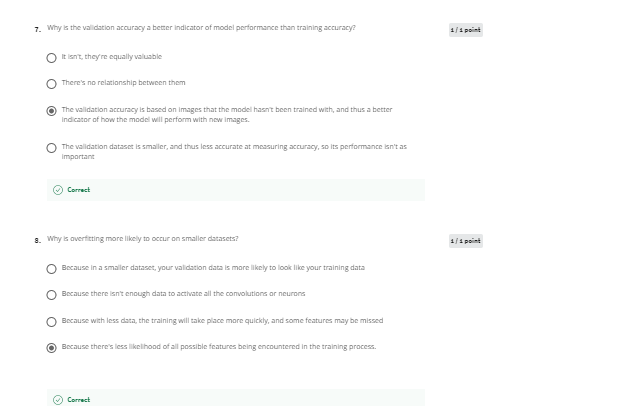 7. Why is the validation accuracy a better indicator of model performance than training accuracy?
1 / 1 point
It isn't, they're equally valuable
There's no relationship between them
The validation accuracy is based on images that the model hasn't been trained with, and thus a better
indicator of how the model will perform with new images.
The validation dataset is smaller, and thus less accurate at measuring accuracy, so its performance isn't as
important
Correct
8. Why is overfitting more likely to occur on smaller datasets?
1 / 1 point
Because in a smaller dataset, your validation data is more likely to look like your training data
Because there isn't enough data to activate all the convolutions or neurons
Because with less data, the training will take place more quickly, and some features may be missed
Because there's less likelihood of all possible features being encountered in the training process.
Correct